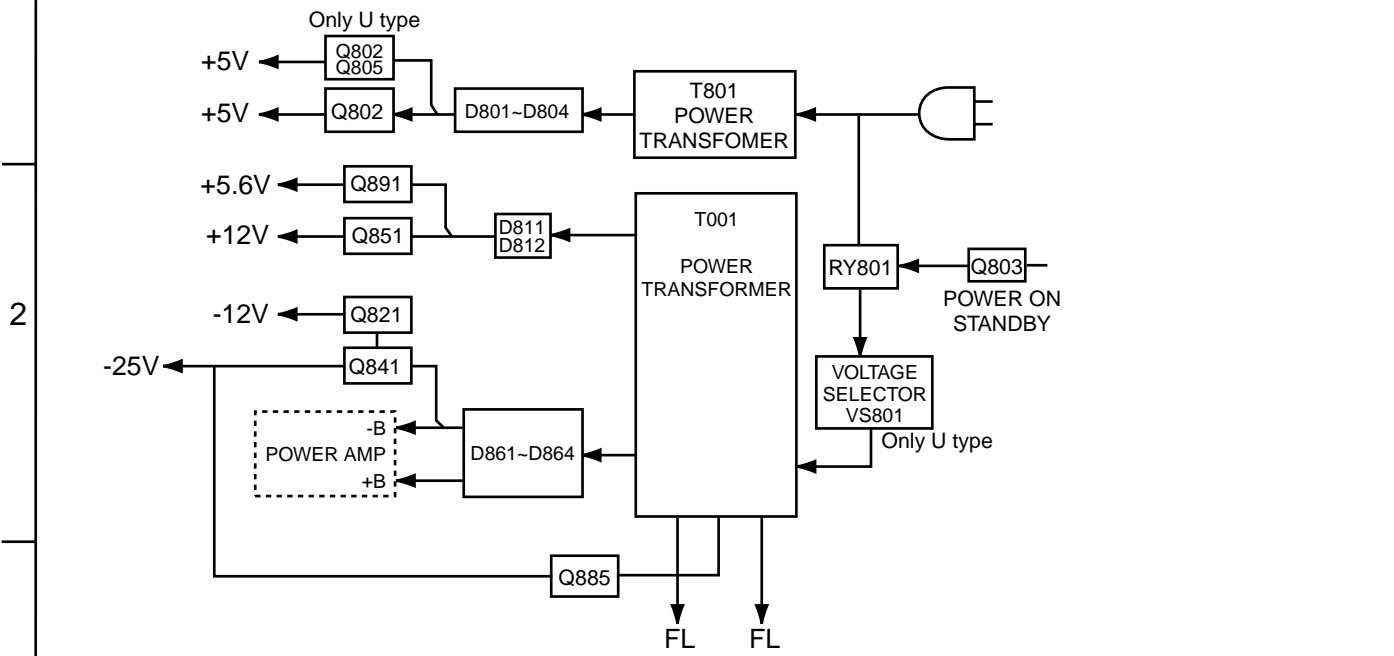 Only U type
+5V
Q802
Q805
+5V
Q802
D801~D804
T801
POWER
TRANSFOMER
+5.6V
Q891
+12V
Q851
D811
D812
T001
POWER
TRANSFORMER
RY801
Q803
POWER ON
STANDBY
2
-12V
Q821
-25V
Q841
VOLTAGE
SELECTOR
VS801
Only U type
-B
POWER AMP
+B
D861~D864
Q885
FL
FL